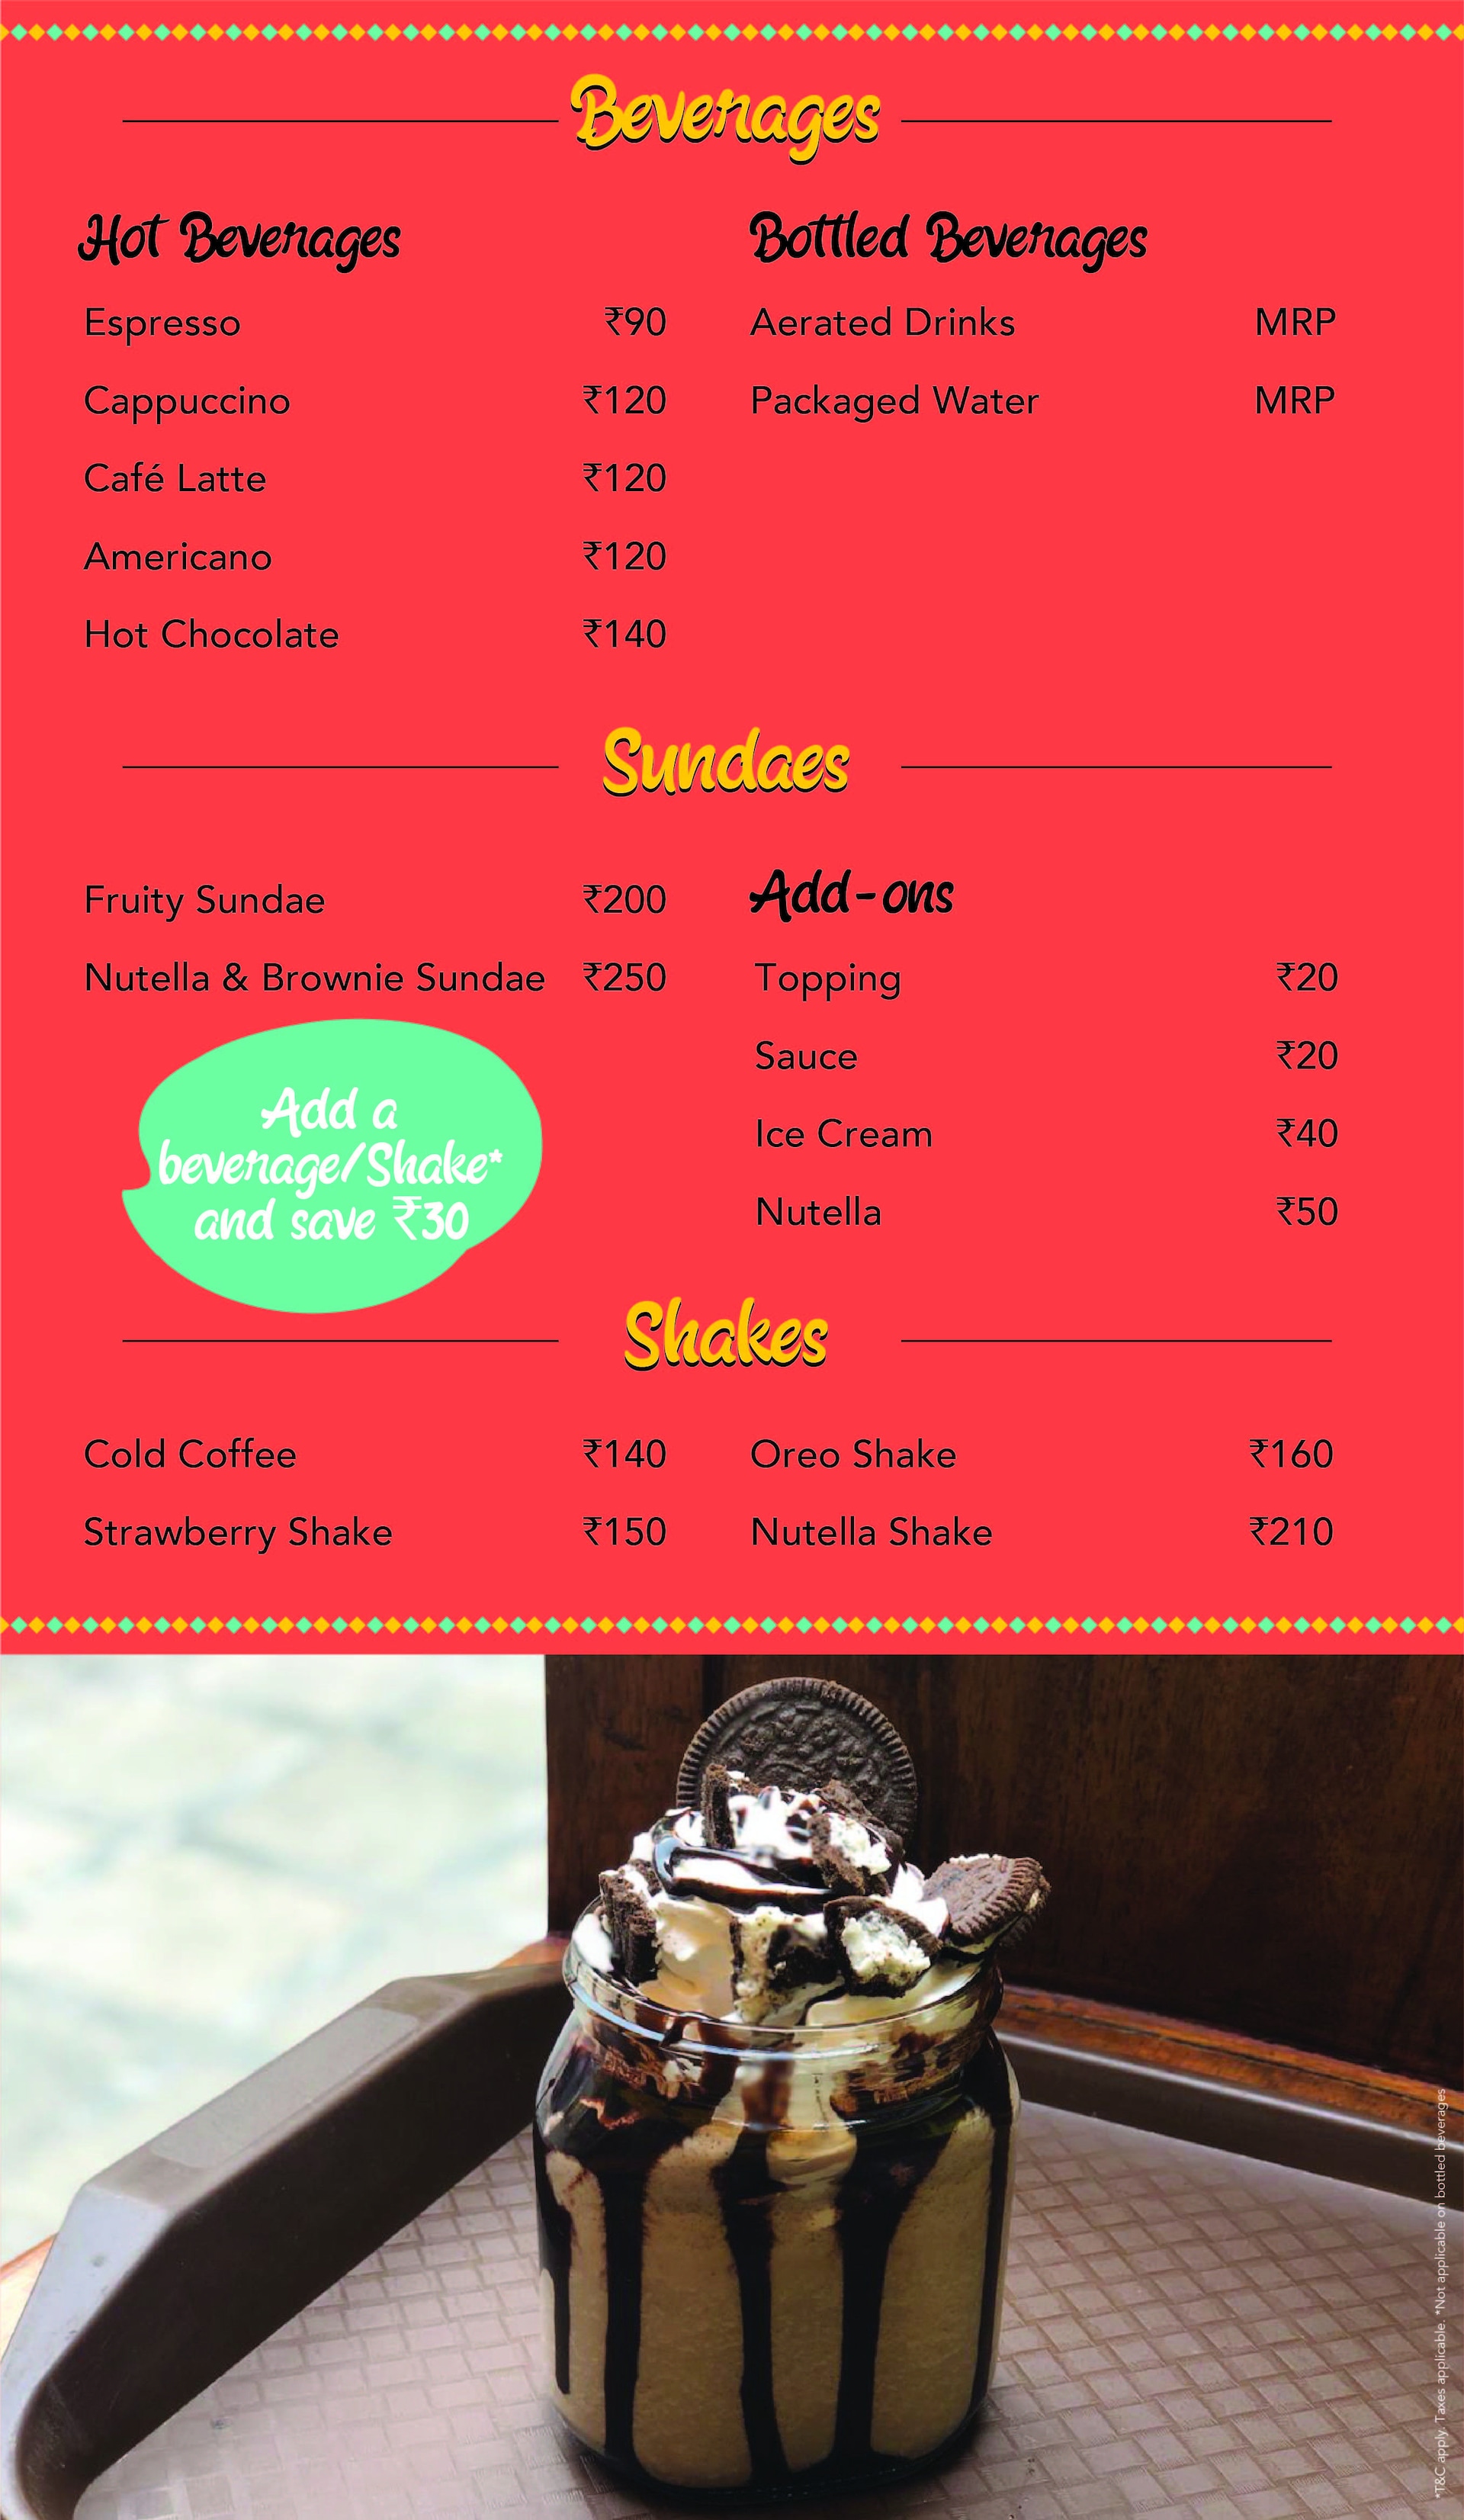 Beverages
Hot Beverages
Espresso ₹90
Cappuccino ₹120
Café Latte ₹120
Americano ₹120
Hot Chocolate ₹140
Bottled Beverages
Aerated Drinks MRP
Packaged Water MRP
Sundaes
Fruity Sundae ₹200
Nutella & Brownie Sundae ₹250
Add a
beverage/Shake*
and save ₹30
Add-ons
Topping ₹20
Sauce ₹20
Ice Cream ₹40
Nutella ₹50
Shakes
Cold Coffee ₹140
Strawberry Shake ₹150
Oreo Shake ₹160
Nutella Shake ₹210
*T&C apply. Taxes applicable. *Not applicable on bottled beverages